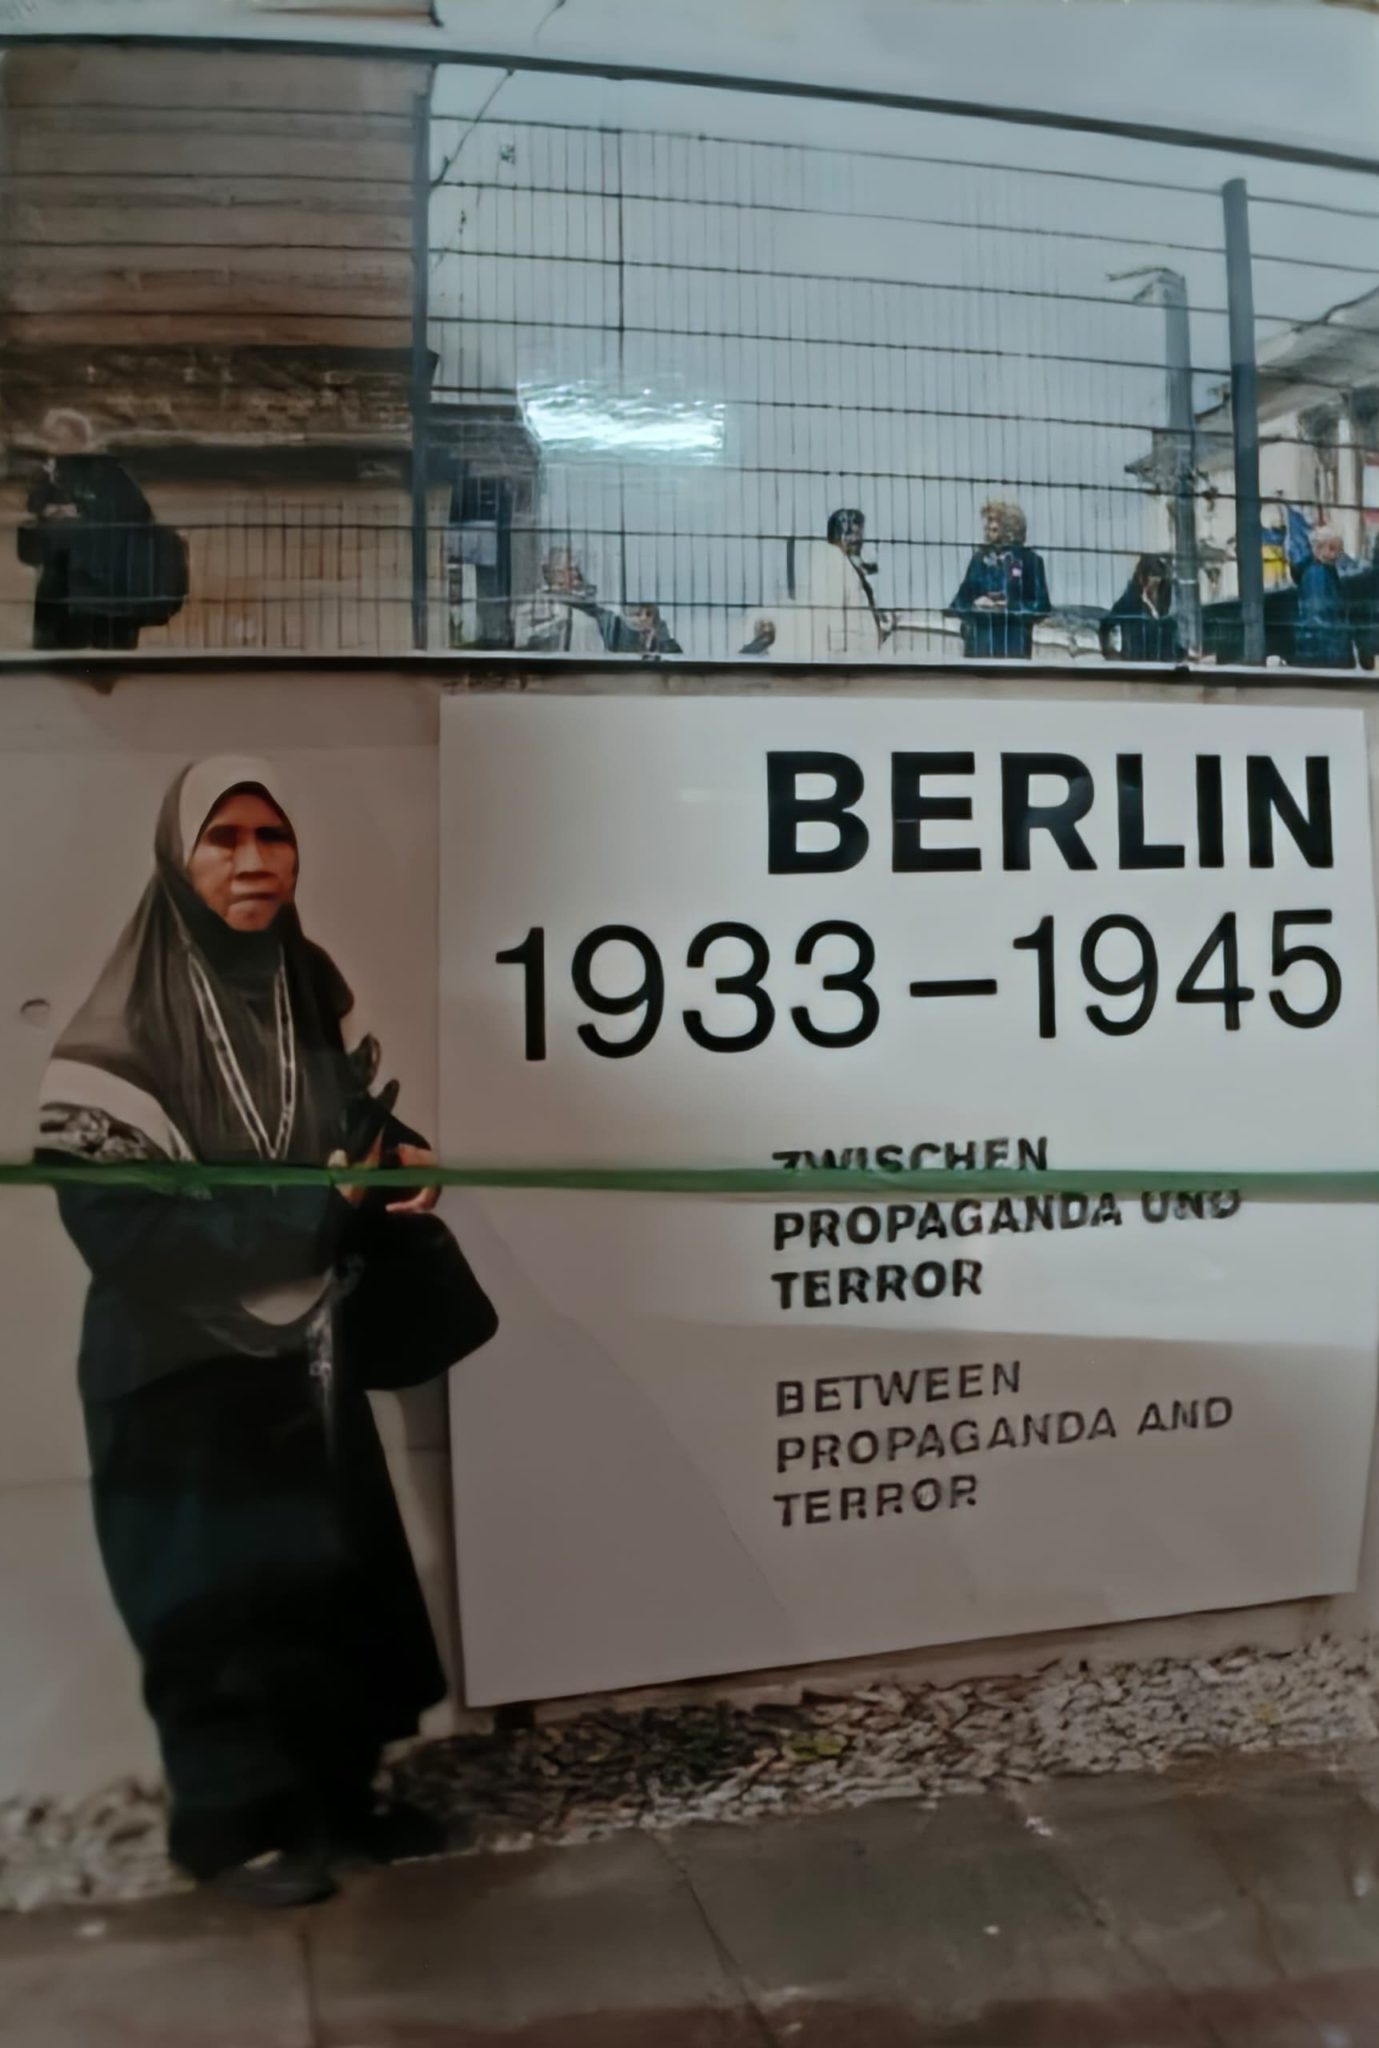 BERLIN
1933–1945
ZWISCHEN
PROPAGANDA UND
TERROR
BETWEEN
PROPAGANDA AND
TERROR